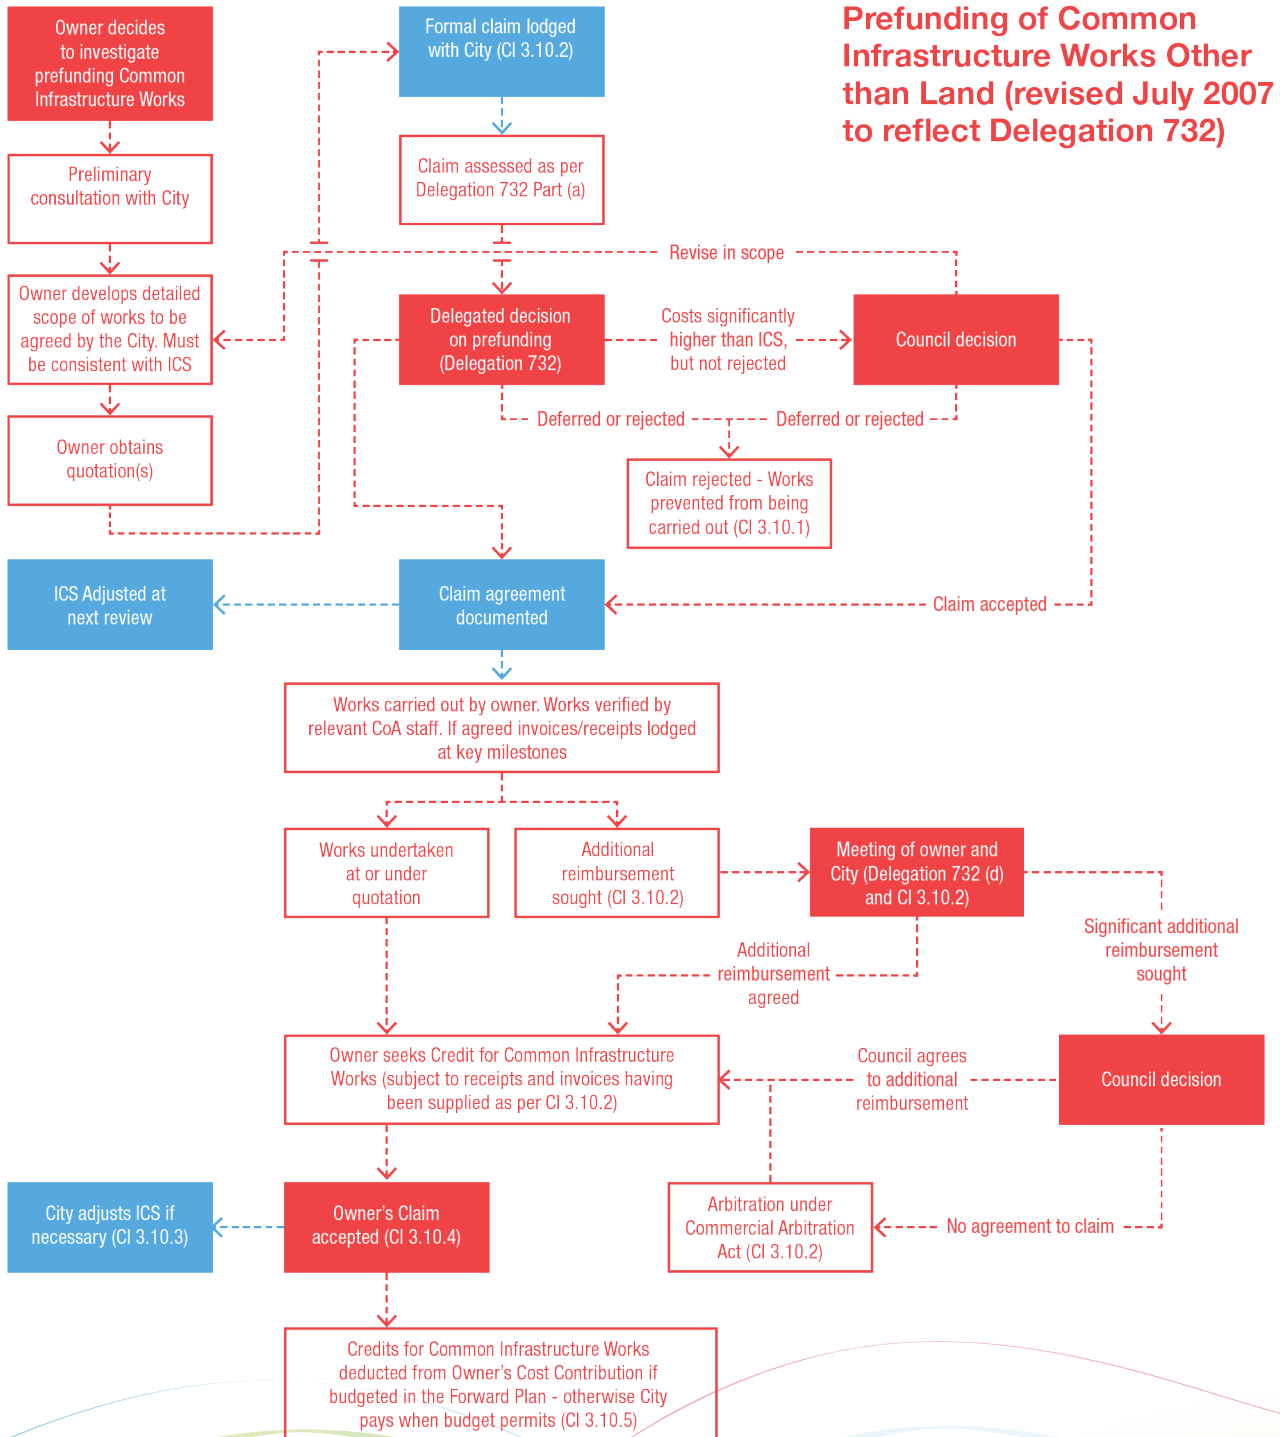 Prefunding of Common
Infrastructure Works Other
than Land (revised July 2007
to reflect Delegation 732)
Owner decides
to investigate
prefunding Common
Infrastructure Works
Preliminary
consultation with City
Owner develops detailed
scope of works to be
agreed by the City. Must
be consistent with ICS
Owner obtains
quotation(s)
Formal claim lodged
with City (Cl 3.10.2)
Claim assessed as per
Delegation 732 Part (a)
Revise in scope
Delegated decision
on prefunding
(Delegation 732)
Costs significantly
higher than ICS,
but not rejected
Council decision
Deferred or rejected
Deferred or rejected
Claim rejected - Works
prevented from being
carried out (Cl 3.10.1)
ICS Adjusted at
next review
Claim agreement
documented
Claim accepted
Works carried out by owner. Works verified by
relevant CoA staff. If agreed invoices/receipts lodged
at key milestones
Works undertaken
at or under
quotation
Additional
reimbursement
sought (Cl 3.10.2)
Meeting of owner and
City (Delegation 732 (d)
and Cl 3.10.2)
Significant additional
reimbursement
sought
Additional
reimbursement
agreed
Owner seeks Credit for Common Infrastructure
Works (subject to receipts and invoices having
been supplied as per Cl 3.10.2)
Council agrees
to additional
reimbursement
Council decision
City adjusts ICS if
necessary (Cl 3.10.3)
Owner's Claim
accepted (Cl 3.10.4)
Arbitration under
Commercial Arbitration
Act (Cl 3.10.2)
No agreement to claim
Credits for Common Infrastructure Works
deducted from Owner's Cost Contribution if
budgeted in the Forward Plan - otherwise City
pays when budget permits (Cl 3.10.5)